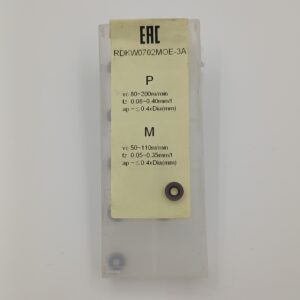 EAC
RDKW0702MOE-3A
P
vc 80~200m/min
fz 0.08~0.40mm/t
ap ~≤0.4xDia(mm)
M
vc 50~110m/min
fz 0.05~0.35mm/t
ap ~≤0.4xDia(mm)